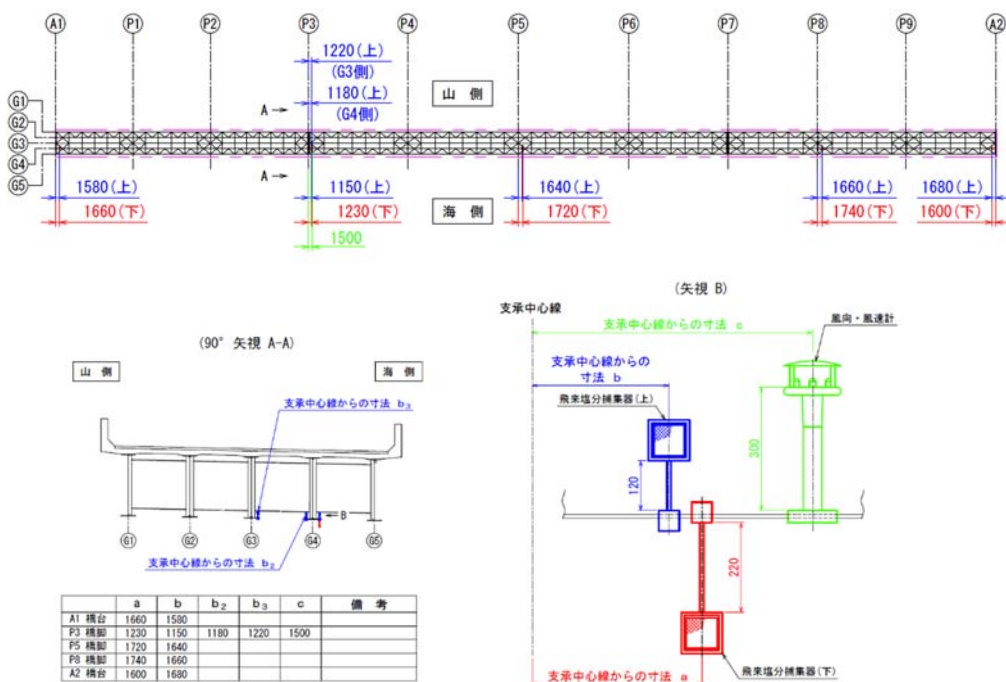 A1 P1 P2 P3 P4 P5 P6 P7 P8 P9 A2
1220(上)
(G3側)
1180(上)
(G4側)
山 側
A
G1
G2
G3
G4
G5
A
1580(上) 1150(上) 1640(上) 1660(上) 1680(上)
1660(下) 1230(下) 1720(下) 1740(下) 1600(下)
1500
海 側
(90° 矢視 A-A)
山 側
海 側
支承中心線からの寸法 b₃
B
G1 G2 G3 G4 G5
支承中心線からの寸法 b₂
a b b₂ b₃ c 備 考
A1 橋台 1660 1580
P3 橋脚 1230 1150 1180 1220 1500
P5 橋脚 1720 1640
P8 橋脚 1740 1660
A2 橋台 1600 1680
(矢視 B)
支承中心線
支承中心線からの寸法 c
風向・風速計
支承中心線からの
寸法 b
飛来塩分捕集器(上)
120
300
220
飛来塩分捕集器(下)
支承中心線からの寸法 a